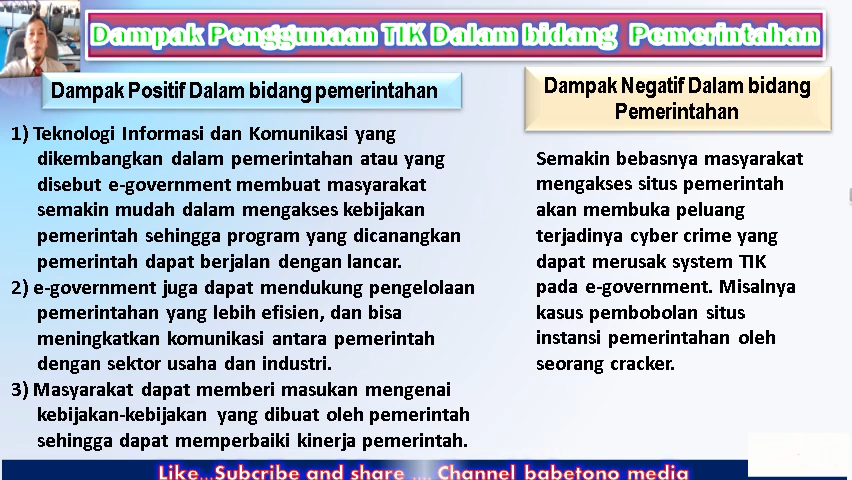 Dampak Penggunaan TIK Dalam bidang Pemerintahan
Dampak Positif Dalam bidang pemerintahan
1) Teknologi Informasi dan Komunikasi yang
dikembangkan dalam pemerintahan atau yang
disebut e-government membuat masyarakat
semakin mudah dalam mengakses kebijakan
pemerintah sehingga program yang dicanangkan
pemerintah dapat berjalan dengan lancar.
2) e-government juga dapat mendukung pengelolaan
pemerintahan yang lebih efisien, dan bisa
meningkatkan komunikasi antara pemerintah
dengan sektor usaha dan industri.
3) Masyarakat dapat memberi masukan mengenai
kebijakan-kebijakan yang dibuat oleh pemerintah
sehingga dapat memperbaiki kinerja pemerintah.
Dampak Negatif Dalam bidang
Pemerintahan
Semakin bebasnya masyarakat
mengakses situs pemerintah
akan membuka peluang
terjadinya cyber crime yang
dapat merusak system TIK
pada e-government. Misalnya
kasus pembobolan situs
instansi pemerintahan oleh
seorang cracker.
Like...Subcribe and share .... Channel babetono media